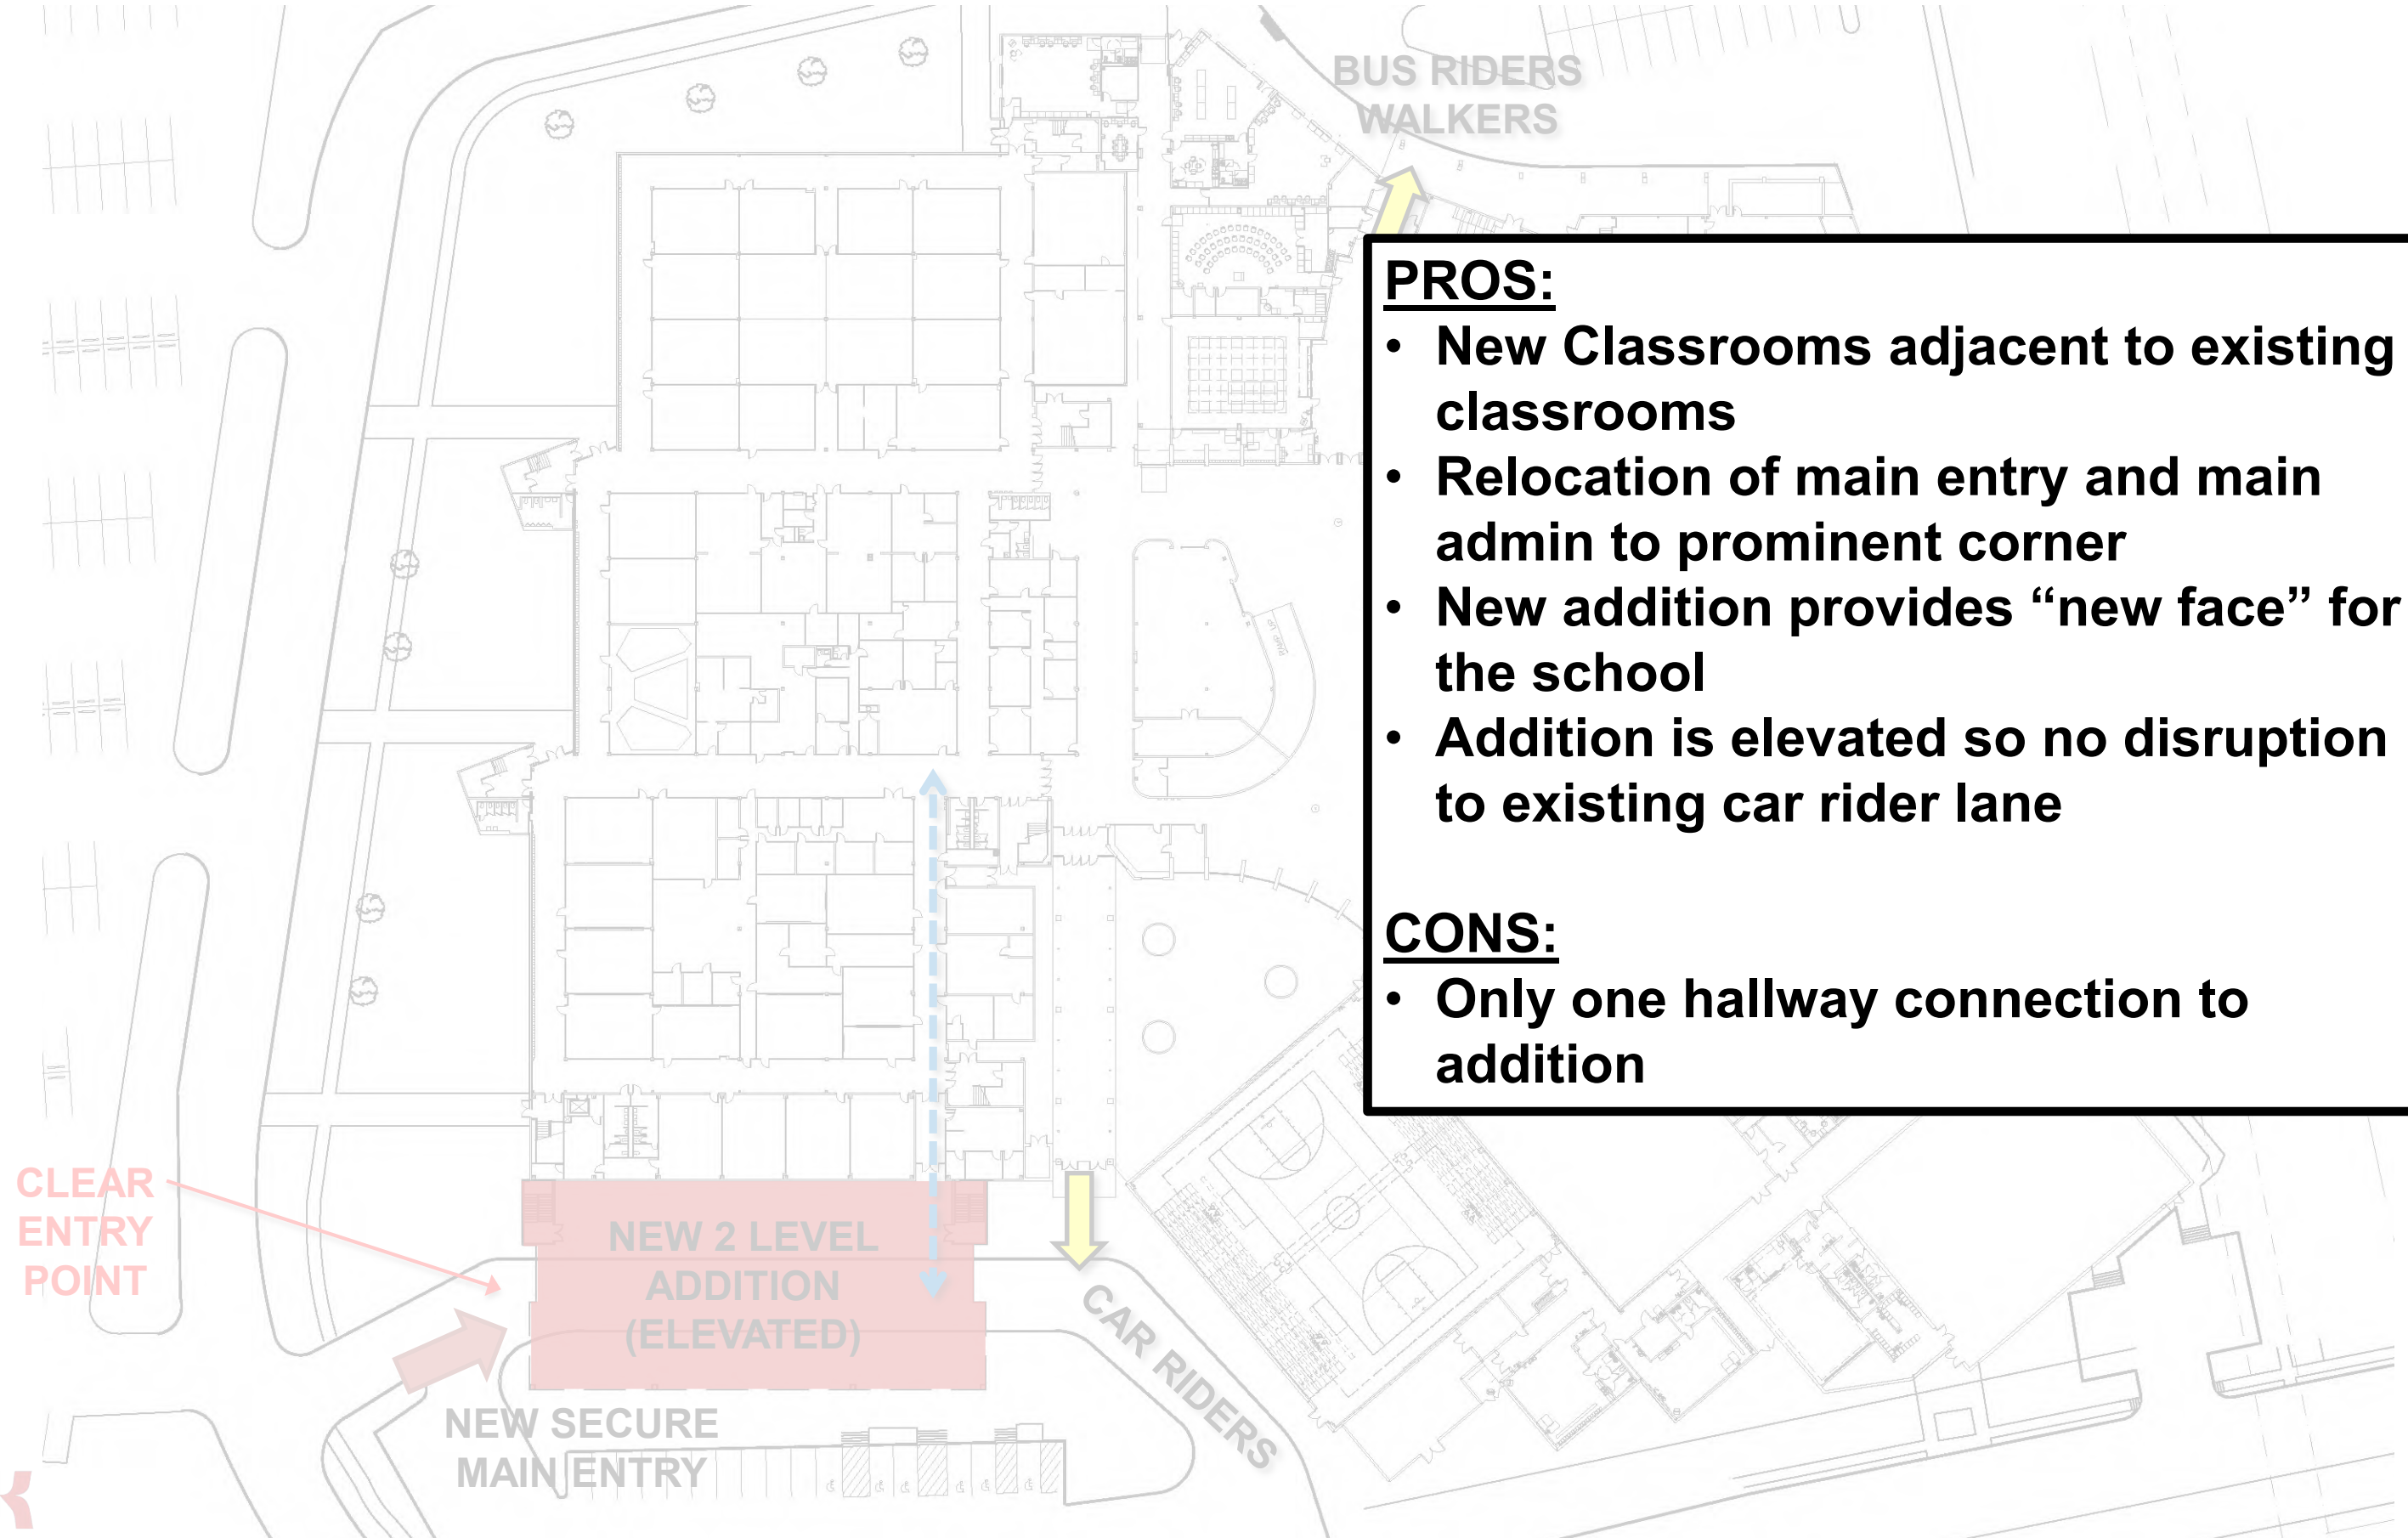 BUS RIDERS
WALKERS
PROS:
• New Classrooms adjacent to existing
classrooms
• Relocation of main entry and main
admin to prominent corner
• New addition provides “new face” for
the school
• Addition is elevated so no disruption
to existing car rider lane
CONS:
• Only one hallway connection to
addition
CLEAR
ENTRY
POINT
NEW 2 LEVEL
ADDITION
(ELEVATED)
CAR RIDERS
NEW SECURE
MAIN ENTRY